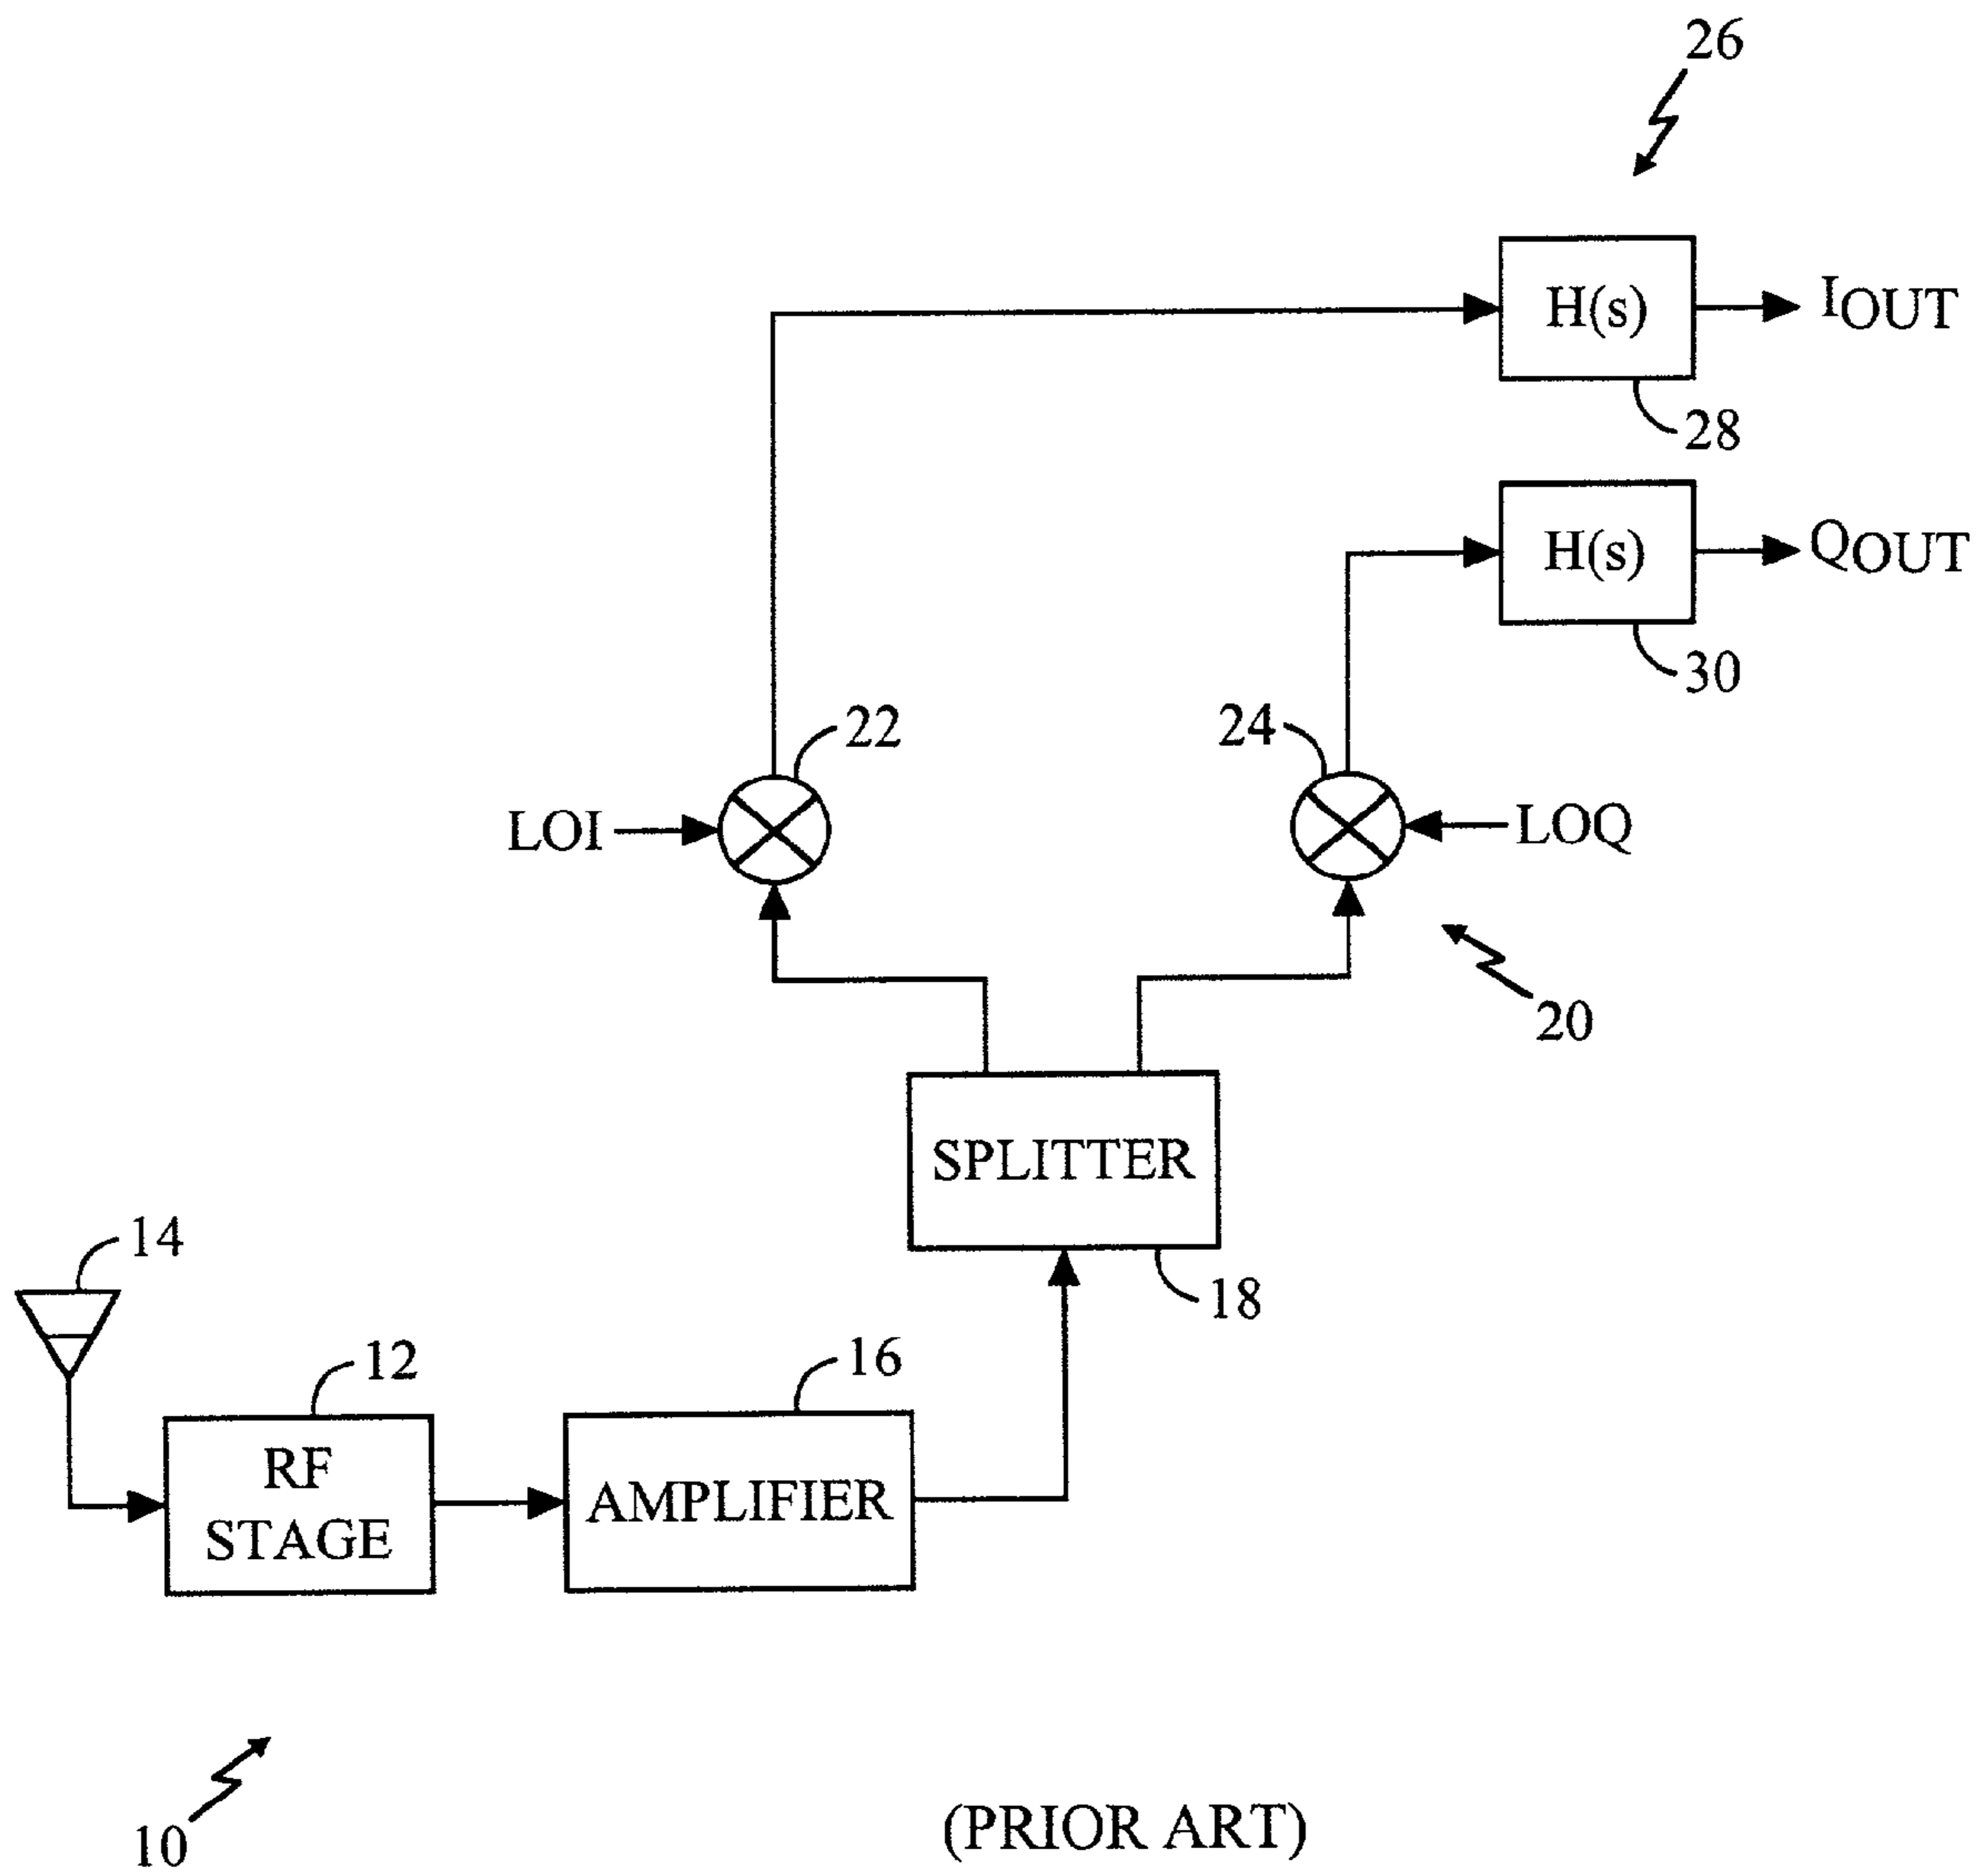 26
H(s)
IOUT
28
H(s)
QOUT
30
22
24
LOI
LOQ
20
SPLITTER
18
14
12
16
RF
STAGE
AMPLIFIER
10
(PRIOR ART)